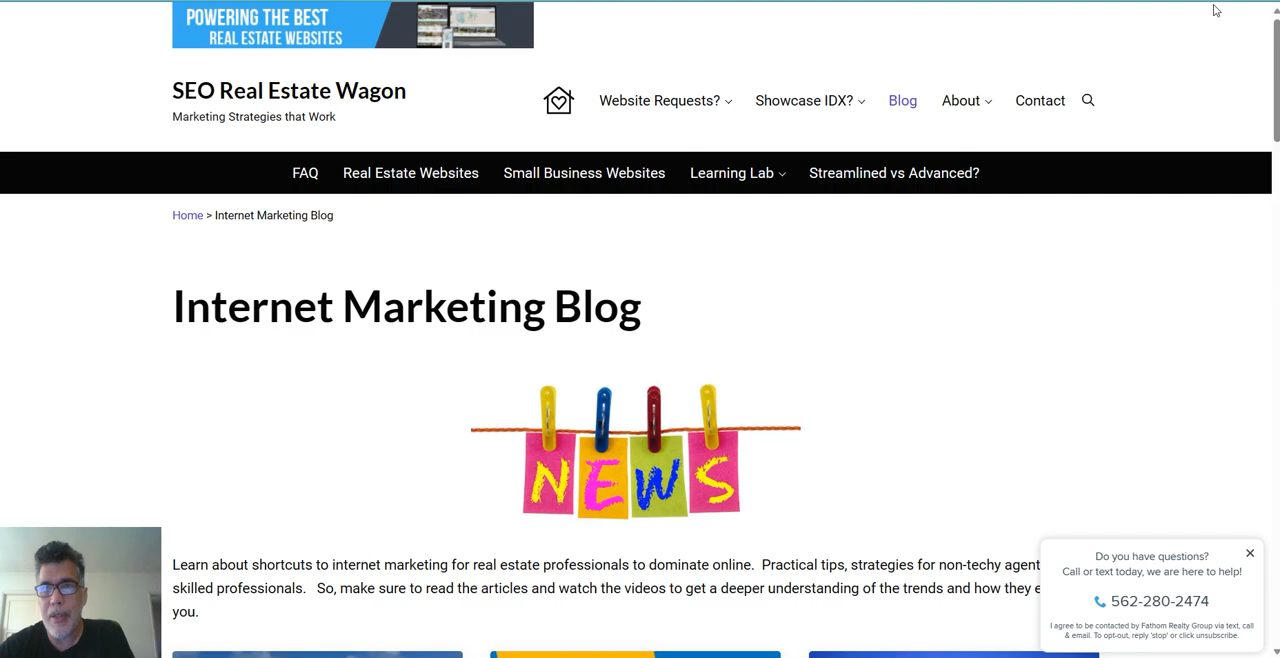 POWERING THE BEST
REAL ESTATE WEBSITES
SEO Real Estate Wagon
Marketing Strategies that Work
Website Requests?
Showcase IDX?
Blog
About
Contact
FAQ
Real Estate Websites
Small Business Websites
Learning Lab
Streamlined vs Advanced?
Home > Internet Marketing Blog
Internet Marketing Blog
NEWS
Learn about shortcuts to internet marketing for real estate professionals to dominate online. Practical tips, strategies for non-techy agent
skilled professionals. So, make sure to read the articles and watch the videos to get a deeper understanding of the trends and how they e
you.
Do you have questions?
Call or text today, we are here to help!
562-280-2474
I agree to be contacted by Fathom Realty Group via text, call
& email. To opt-out, reply 'stop' or click unsubscribe.